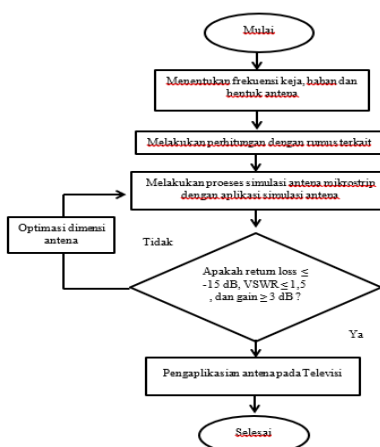 Mulai
Menentukan frekuensi keja, bahan dan
bentuk antena
Melakukan perhitungan dengan rumus terkait
Melakukan proeses simulasi antena mikrostrip
dengan aplikasi simulasi antena
Optimasi dimensi
antena
Tidak
Apakah return loss ≤
-15 dB, VSWR ≤ 1,5
, dan gain ≥ 3 dB ?
Ya
Pengaplikasian antena pada Televisi
Selesai